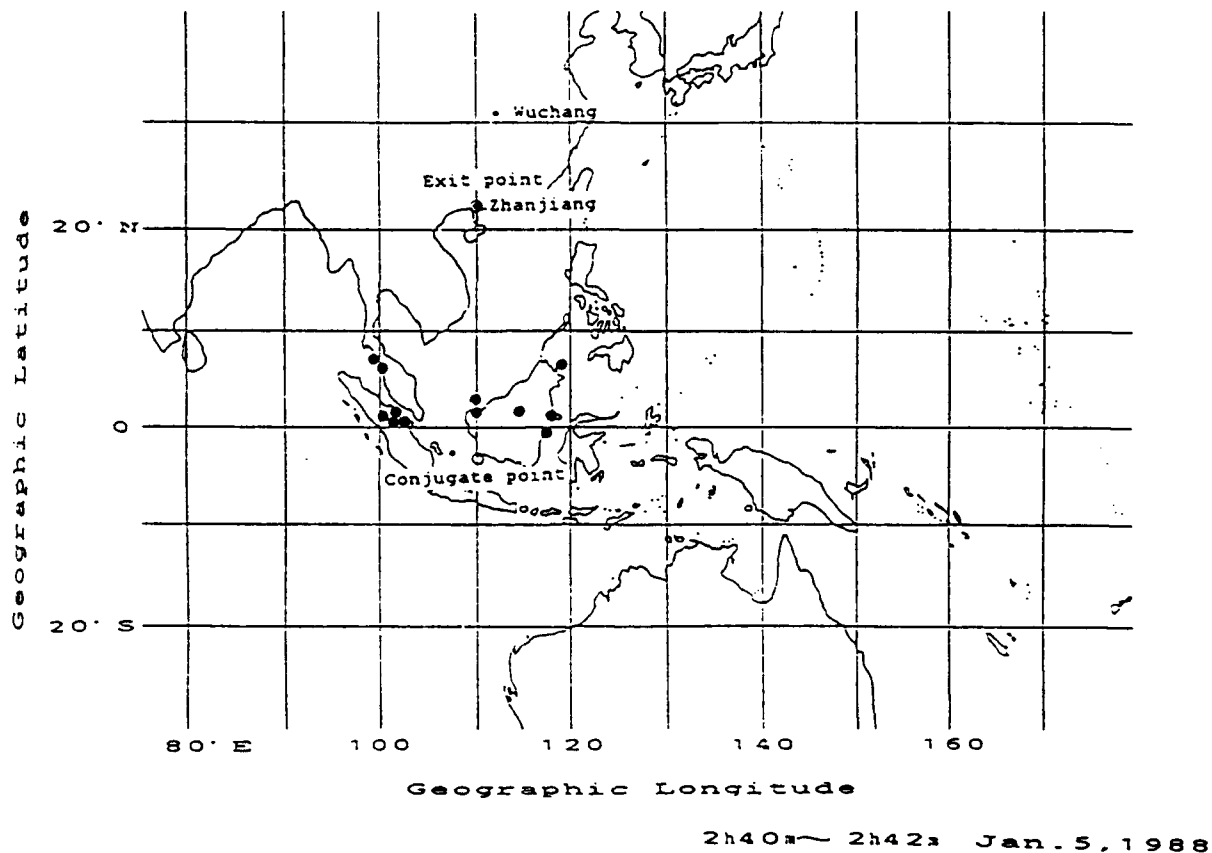 Wuchang
Exit point
Zhanjiang
20° N
0
Conjugate point
20° S
80° E 100 120 140 160
Geographic Latitude
Geographic Longitude
2h40m~ 2h42m Jan.5,1988